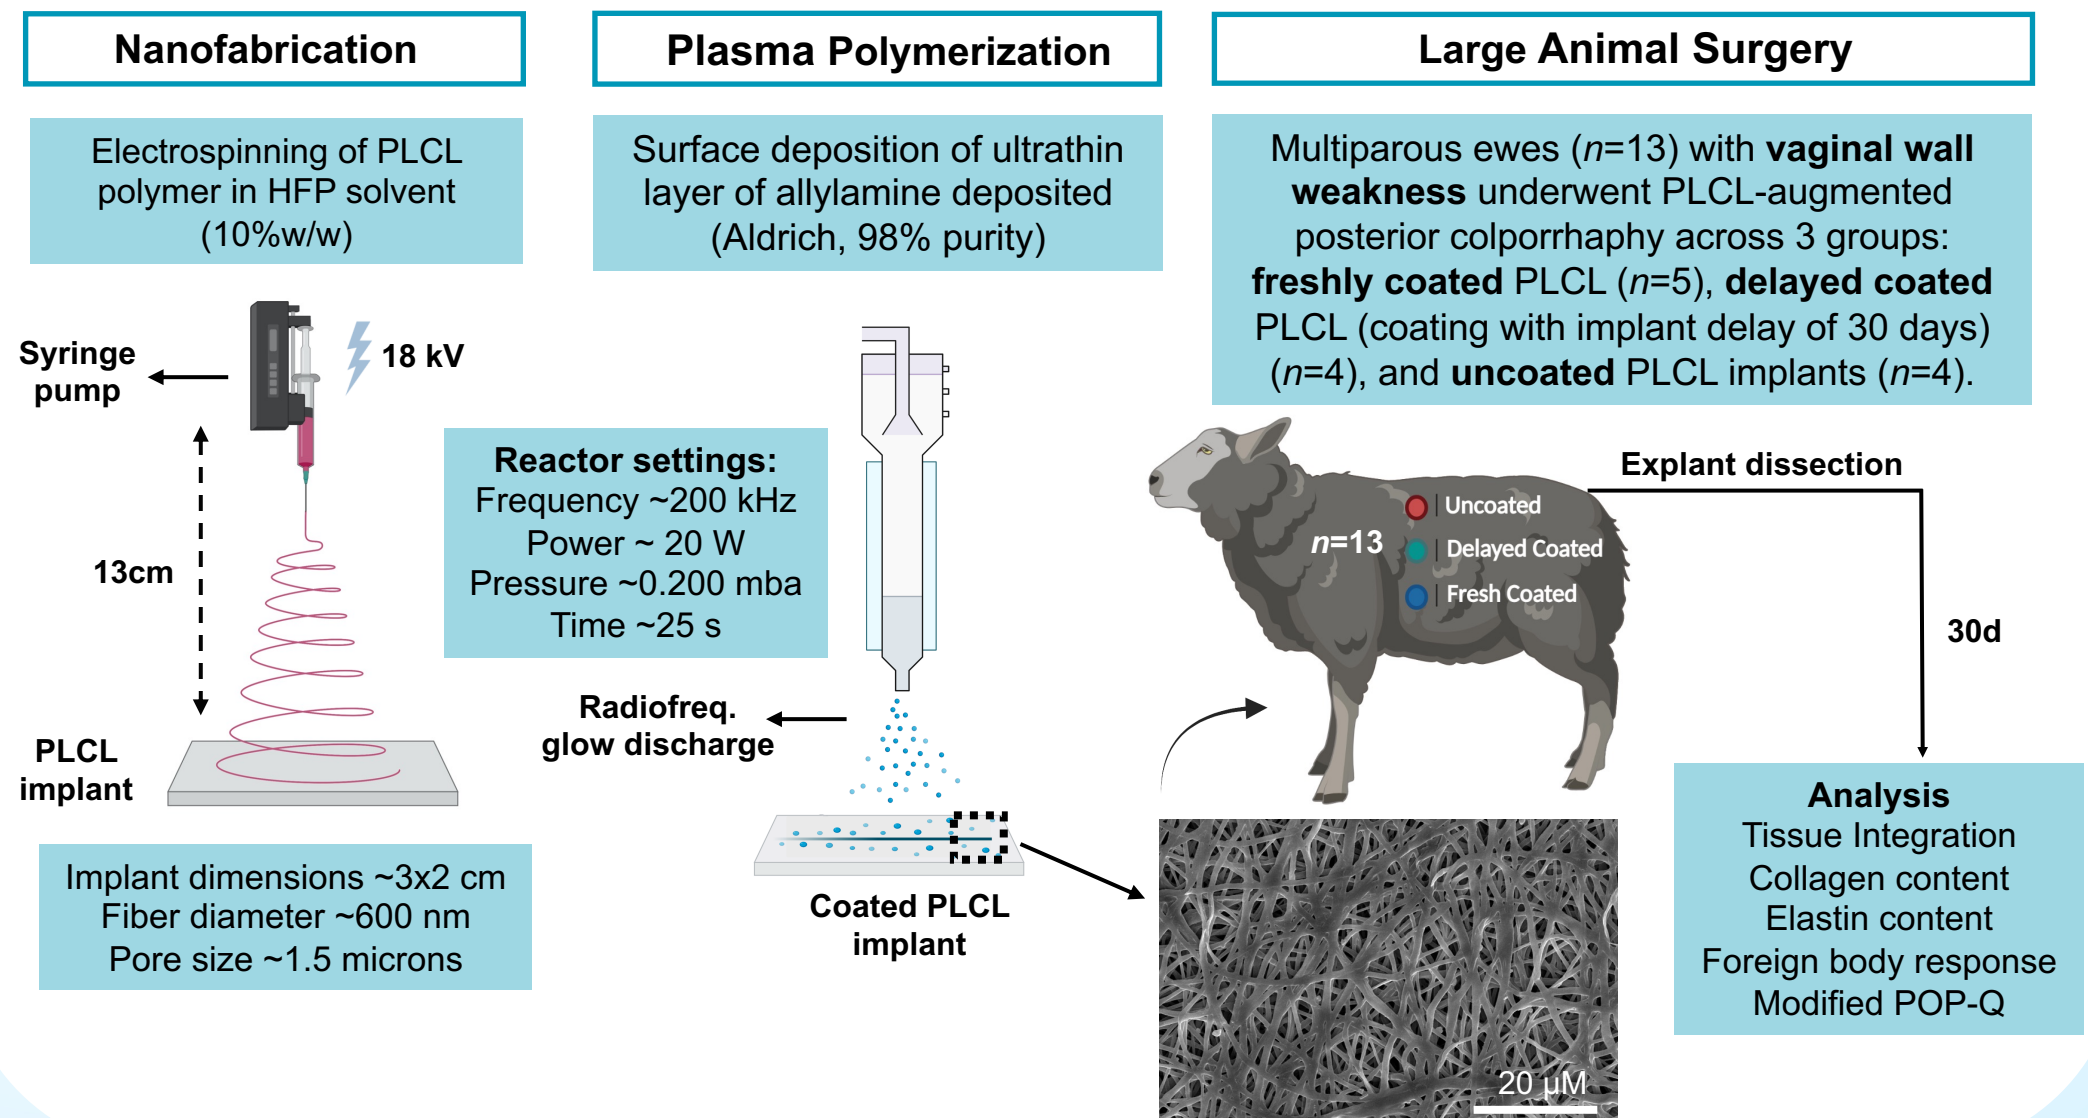 Nanofabrication
Electrospinning of PLCL
polymer in HFP solvent
(10%w/w)
Syringe
pump
18 kV
13cm
PLCL
implant
Implant dimensions ~3x2 cm
Fiber diameter ~600 nm
Pore size ~1.5 microns
Plasma Polymerization
Surface deposition of ultrathin
layer of allylamine deposited
(Aldrich, 98% purity)
Reactor settings:
Frequency ~200 kHz
Power ~ 20 W
Pressure ~0.200 mba
Time ~25 s
Radiofreq.
glow discharge
Coated PLCL
implant
Large Animal Surgery
Multiparous ewes (n=13) with vaginal wall
weakness underwent PLCL-augmented
posterior colporrhaphy across 3 groups:
freshly coated PLCL (n=5), delayed coated
PLCL (coating with implant delay of 30 days)
(n=4), and uncoated PLCL implants (n=4).
Explant dissection
n=13
Uncoated
Delayed Coated
Fresh Coated
30d
20 µM
Analysis
Tissue Integration
Collagen content
Elastin content
Foreign body response
Modified POP-Q